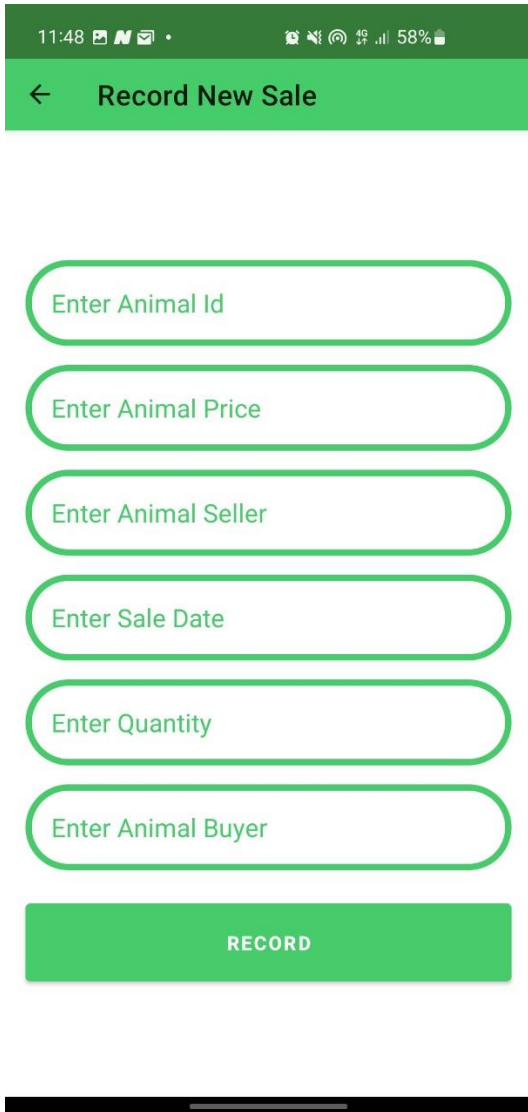 11:48 N 4G 58%
Record New Sale
Enter Animal Id
Enter Animal Price
Enter Animal Seller
Enter Sale Date
Enter Quantity
Enter Animal Buyer
RECORD